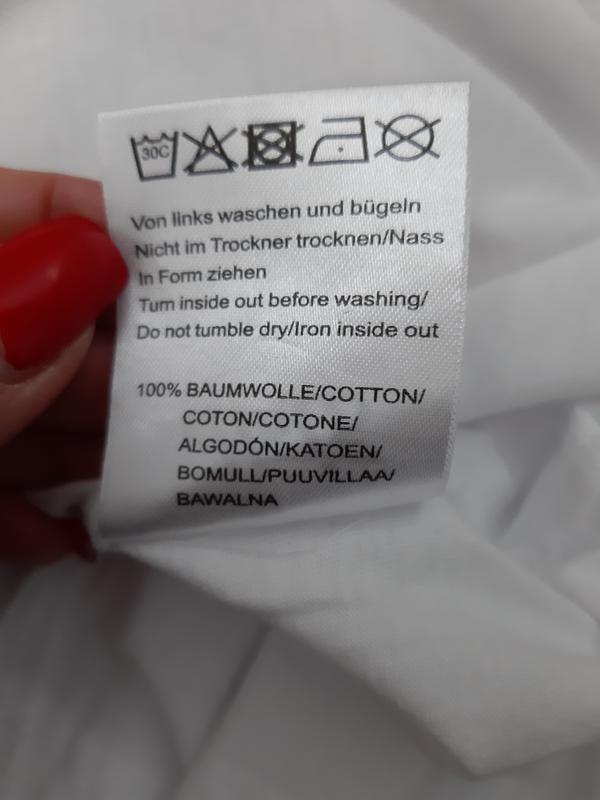 30C
Von links waschen und bügeln
Nicht im Trockner trocknen/Nass
In Form ziehen
Turn inside out before washing/
Do not tumble dry/Iron inside out
100% BAUMWOLLE/COTTON/
COTON/COTONE/
ALGODÓN/KATOEN/
BOMULL/PUUVILLAA/
BAWALNA